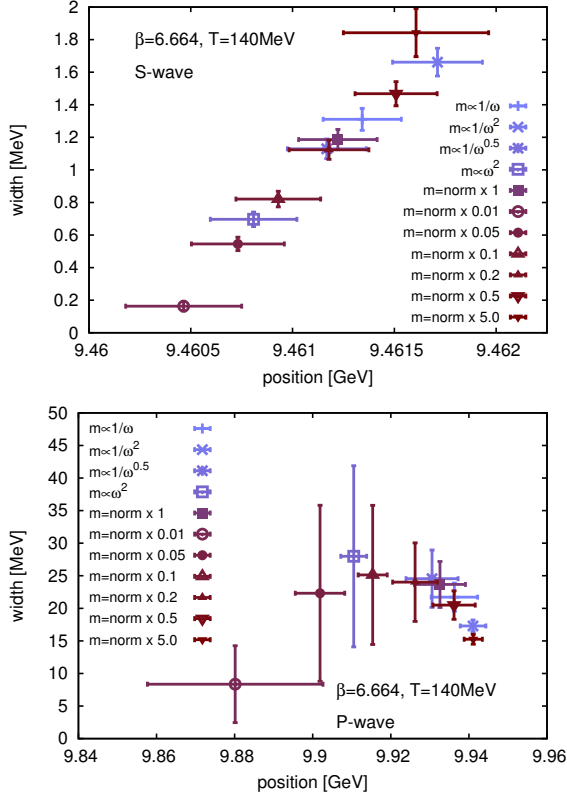 2
1.8
1.6
1.4
1.2
1
0.8
0.6
0.4
0.2
0
width [MeV]
β=6.664, T=140MeV
S-wave
m∝1/ω
m∝1/ω²
m∝1/ω⁰·⁵
m∝ω²
m=norm x 1
m=norm x 0.01
m=norm x 0.05
m=norm x 0.1
m=norm x 0.2
m=norm x 0.5
m=norm x 5.0
9.46 9.4605 9.461 9.4615 9.462
position [GeV]
50
45
40
35
30
25
20
15
10
5
0
width [MeV]
m∝1/ω
m∝1/ω²
m∝1/ω⁰·⁵
m∝ω²
m=norm x 1
m=norm x 0.01
m=norm x 0.05
m=norm x 0.1
m=norm x 0.2
m=norm x 0.5
m=norm x 5.0
β=6.664, T=140MeV
P-wave
9.84 9.86 9.88 9.9 9.92 9.94 9.96
position [GeV]